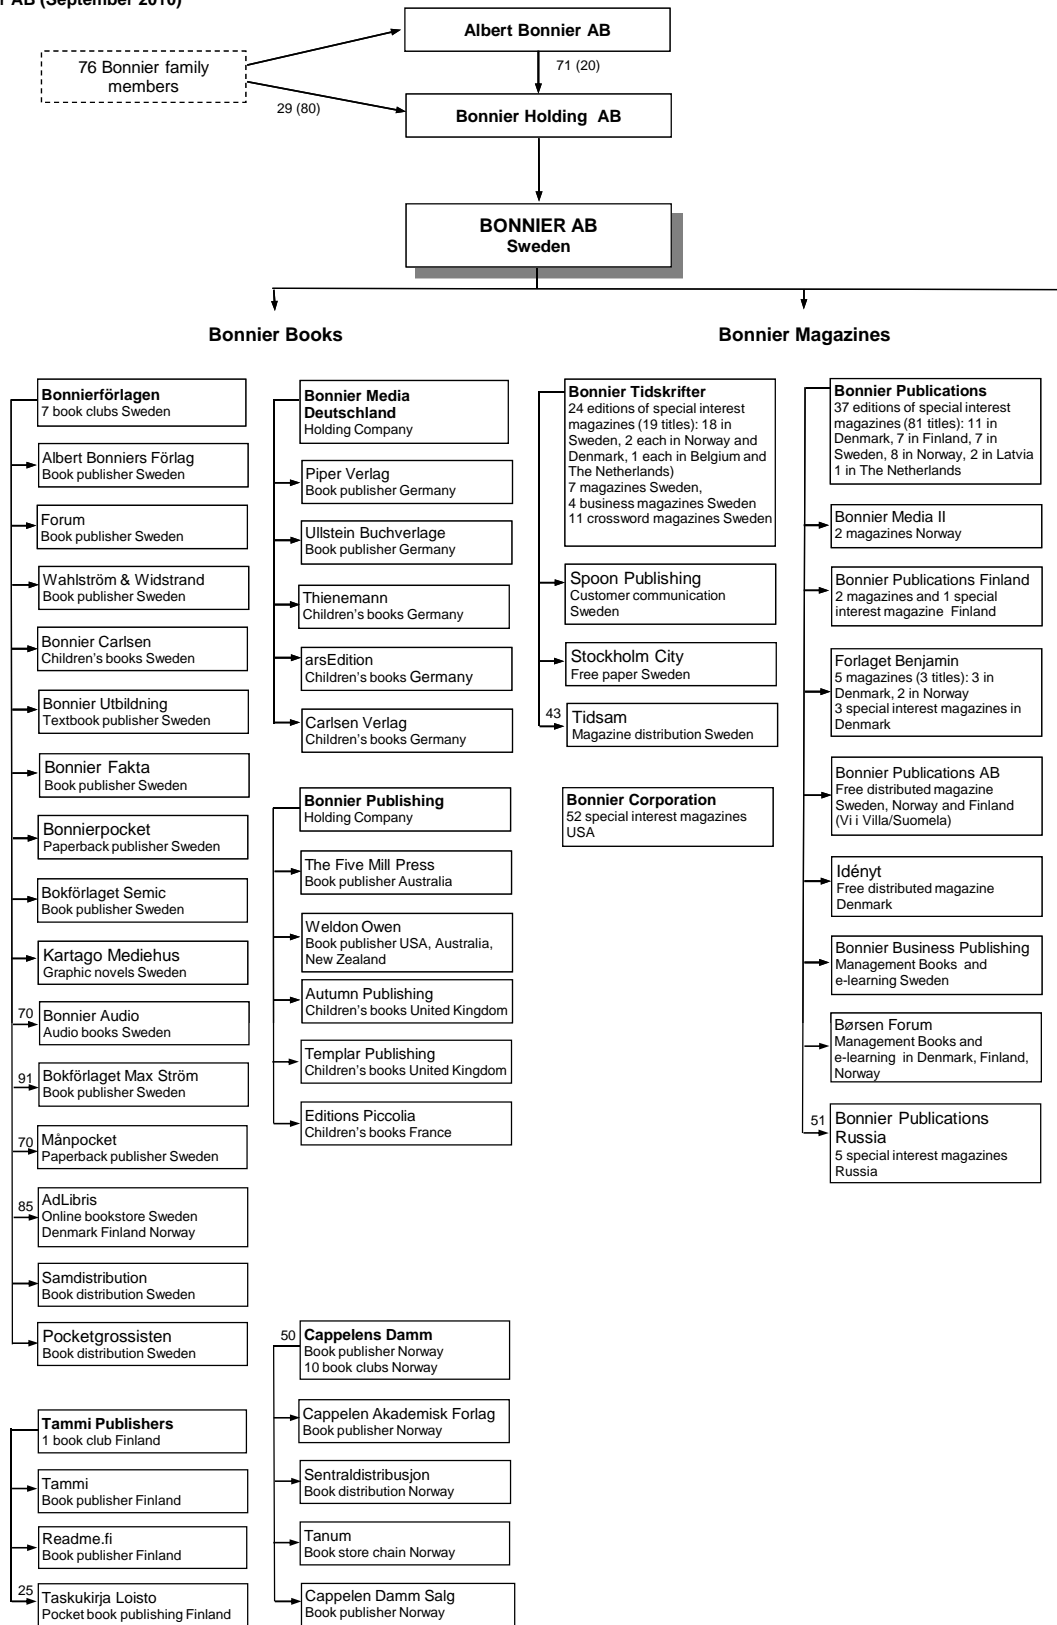 AB (September 2010)
Albert Bonnier AB
76 Bonnier family
members
71 (20)
29 (80)
Bonnier Holding AB
BONNIER AB
Sweden
Bonnier Books
Bonnier Magazines
Bonnierförlagen
7 book clubs Sweden
Albert Bonniers Förlag
Book publisher Sweden
Forum
Book publisher Sweden
Wahlström & Widstrand
Book publisher Sweden
Bonnier Carlsen
Children's books Sweden
Bonnier Utbildning
Textbook publisher Sweden
Bonnier Fakta
Book publisher Sweden
Bonnierpocket
Paperback publisher Sweden
Bokförlaget Semic
Book publisher Sweden
Kartago Mediehus
Graphic novels Sweden
70
Bonnier Audio
Audio books Sweden
91
Bokförlaget Max Ström
Book publisher Sweden
70
Månpocket
Paperback publisher Sweden
85
AdLibris
Online bookstore Sweden
Denmark Finland Norway
Samdistribution
Book distribution Sweden
Pocketgrossisten
Book distribution Sweden
Tammi Publishers
1 book club Finland
Tammi
Book publisher Finland
Readme.fi
Book publisher Finland
25
Taskukirja Loisto
Pocket book publishing Finland
Bonnier Media
Deutschland
Holding Company
Piper Verlag
Book publisher Germany
Ullstein Buchverlage
Book publisher Germany
Thienemann
Children's books Germany
arsEdition
Children's books Germany
Carlsen Verlag
Children's books Germany
Bonnier Publishing
Holding Company
The Five Mill Press
Book publisher Australia
Weldon Owen
Book publisher USA, Australia,
New Zealand
Autumn Publishing
Children's books United Kingdom
Templar Publishing
Children's books United Kingdom
Editions Piccolia
Children's books France
50
Cappelens Damm
Book publisher Norway
10 book clubs Norway
Cappelen Akademisk Forlag
Book publisher Norway
Sentraldistribusjon
Book distribution Norway
Tanum
Book store chain Norway
Cappelen Damm Salg
Book publisher Norway
Bonnier Tidskrifter
24 editions of special interest
magazines (19 titles): 18 in
Sweden, 2 each in Norway and
Denmark, 1 each in Belgium and
The Netherlands)
7 magazines Sweden,
4 business magazines Sweden
11 crossword magazines Sweden
Spoon Publishing
Customer communication
Sweden
Stockholm City
Free paper Sweden
43
Tidsam
Magazine distribution Sweden
Bonnier Corporation
52 special interest magazines
USA
Bonnier Publications
37 editions of special interest
magazines (81 titles): 11 in
Denmark, 7 in Finland, 7 in
Sweden, 8 in Norway, 2 in Latvia
1 in The Netherlands
Bonnier Media II
2 magazines Norway
Bonnier Publications Finland
2 magazines and 1 special
interest magazine Finland
Forlaget Benjamin
5 magazines (3 titles): 3 in
Denmark, 2 in Norway
3 special interest magazines in
Denmark
Bonnier Publications AB
Free distributed magazine
Sweden, Norway and Finland
(Vi i Villa/Suomela)
Idényt
Free distributed magazine
Denmark
Bonnier Business Publishing
Management Books and
e-learning Sweden
Børsen Forum
Management Books and
e-learning in Denmark, Finland,
Norway
51
Bonnier Publications
Russia
5 special interest magazines
Russia